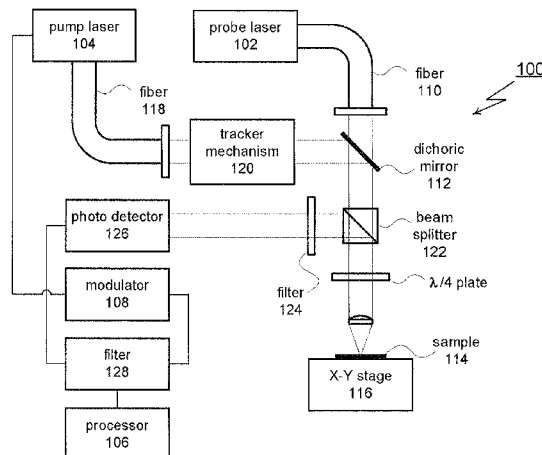 pump laser
104
probe laser
102
fiber
110
100
fiber
118
tracker
mechanism
120
dichoric
mirror
112
photo detector
126
beam
splitter
122
modulator
108
filter
124
λ/4 plate
filter
128
sample
114
X-Y stage
116
processor
106